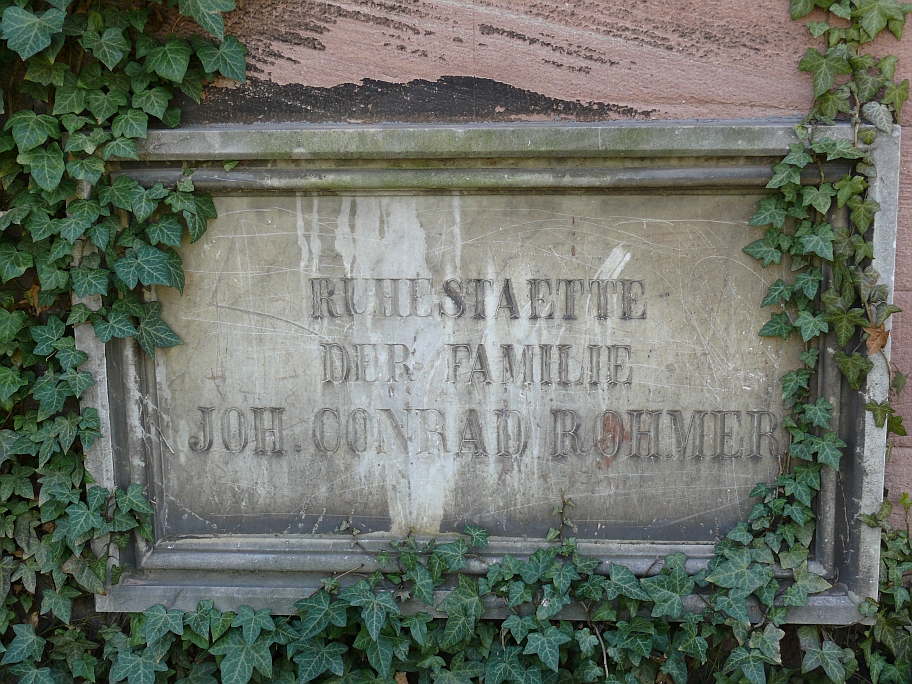 RUHESTAETTE
DER FAMILIE
JOH. CONRAD ROHMER